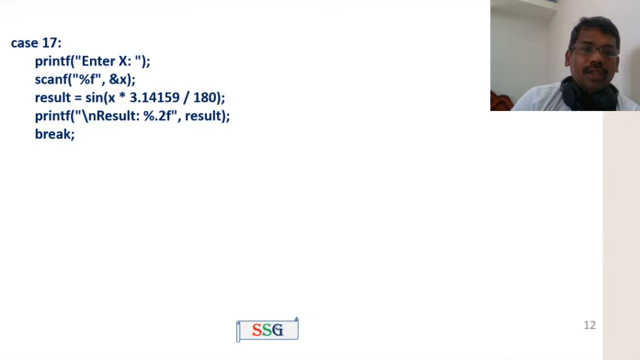 case 17:
printf("Enter X: ");
scanf("%f", &x);
result = sin(x * 3.14159 / 180);
printf("\nResult: %.2f", result);
break;
SSG
12